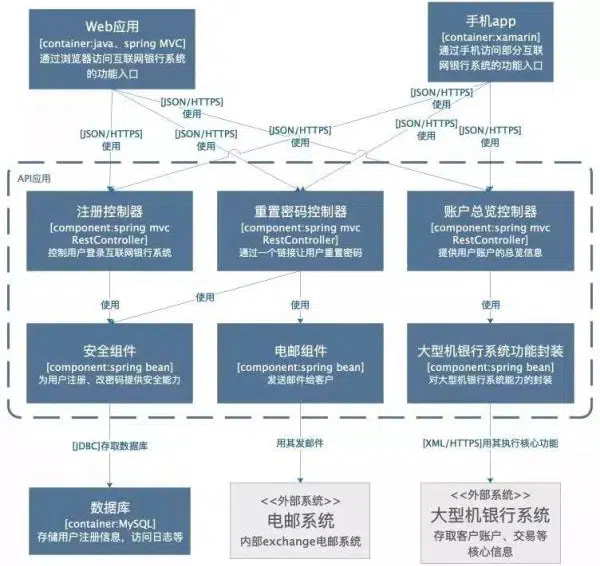 Web应用
[container:java、spring MVC]
通过浏览器访问互联网银行系统
的功能入口
手机app
[container:xamarin]
通过手机访问部分互联
网银行系统的功能入口
[JSON/HTTPS]
使用
[JSON/HTTPS]
使用
[JSON/HTTPS]
使用
[JSON/HTTPS]
使用
[JSON/HTTPS]
使用
[JSON/HTTPS]
使用
API应用
注册控制器
[component:spring mvc
RestController]
控制用户登录互联网银行系统
重置密码控制器
[component:spring mvc
RestController]
通过一个链接让用户重置密码
账户总览控制器
[component:spring mvc
RestController]
提供用户账户的总览信息
使用
使用
使用
使用
安全组件
[component:spring bean]
为用户注册、改密码提供安全能力
电邮组件
[component:spring bean]
发送邮件给客户
大型机银行系统功能封装
[component:spring bean]
对大型机银行系统能力的封装
[JDBC]存取数据库
用其发邮件
[XML/HTTPS]用其执行核心功能
数据库
[container:MySQL]
存储用户注册信息，访问日志等
<<外部系统>>
电邮系统
内部exchange电邮系统
<<外部系统>>
大型机银行系统
存取客户账户、交易等
核心信息